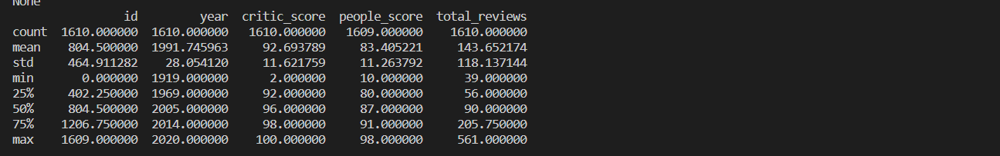 None
id year critic_score people_score total_reviews
count 1610.000000 1610.000000 1610.000000 1609.000000 1610.000000
mean 804.500000 1991.745963 92.693789 83.405221 143.652174
std 464.911282 28.054120 11.621759 11.263792 118.137144
min 0.000000 1919.000000 2.000000 10.000000 39.000000
25% 402.250000 1969.000000 92.000000 80.000000 56.000000
50% 804.500000 2005.000000 96.000000 87.000000 90.000000
75% 1206.750000 2014.000000 98.000000 91.000000 205.750000
max 1609.000000 2020.000000 100.000000 98.000000 561.000000